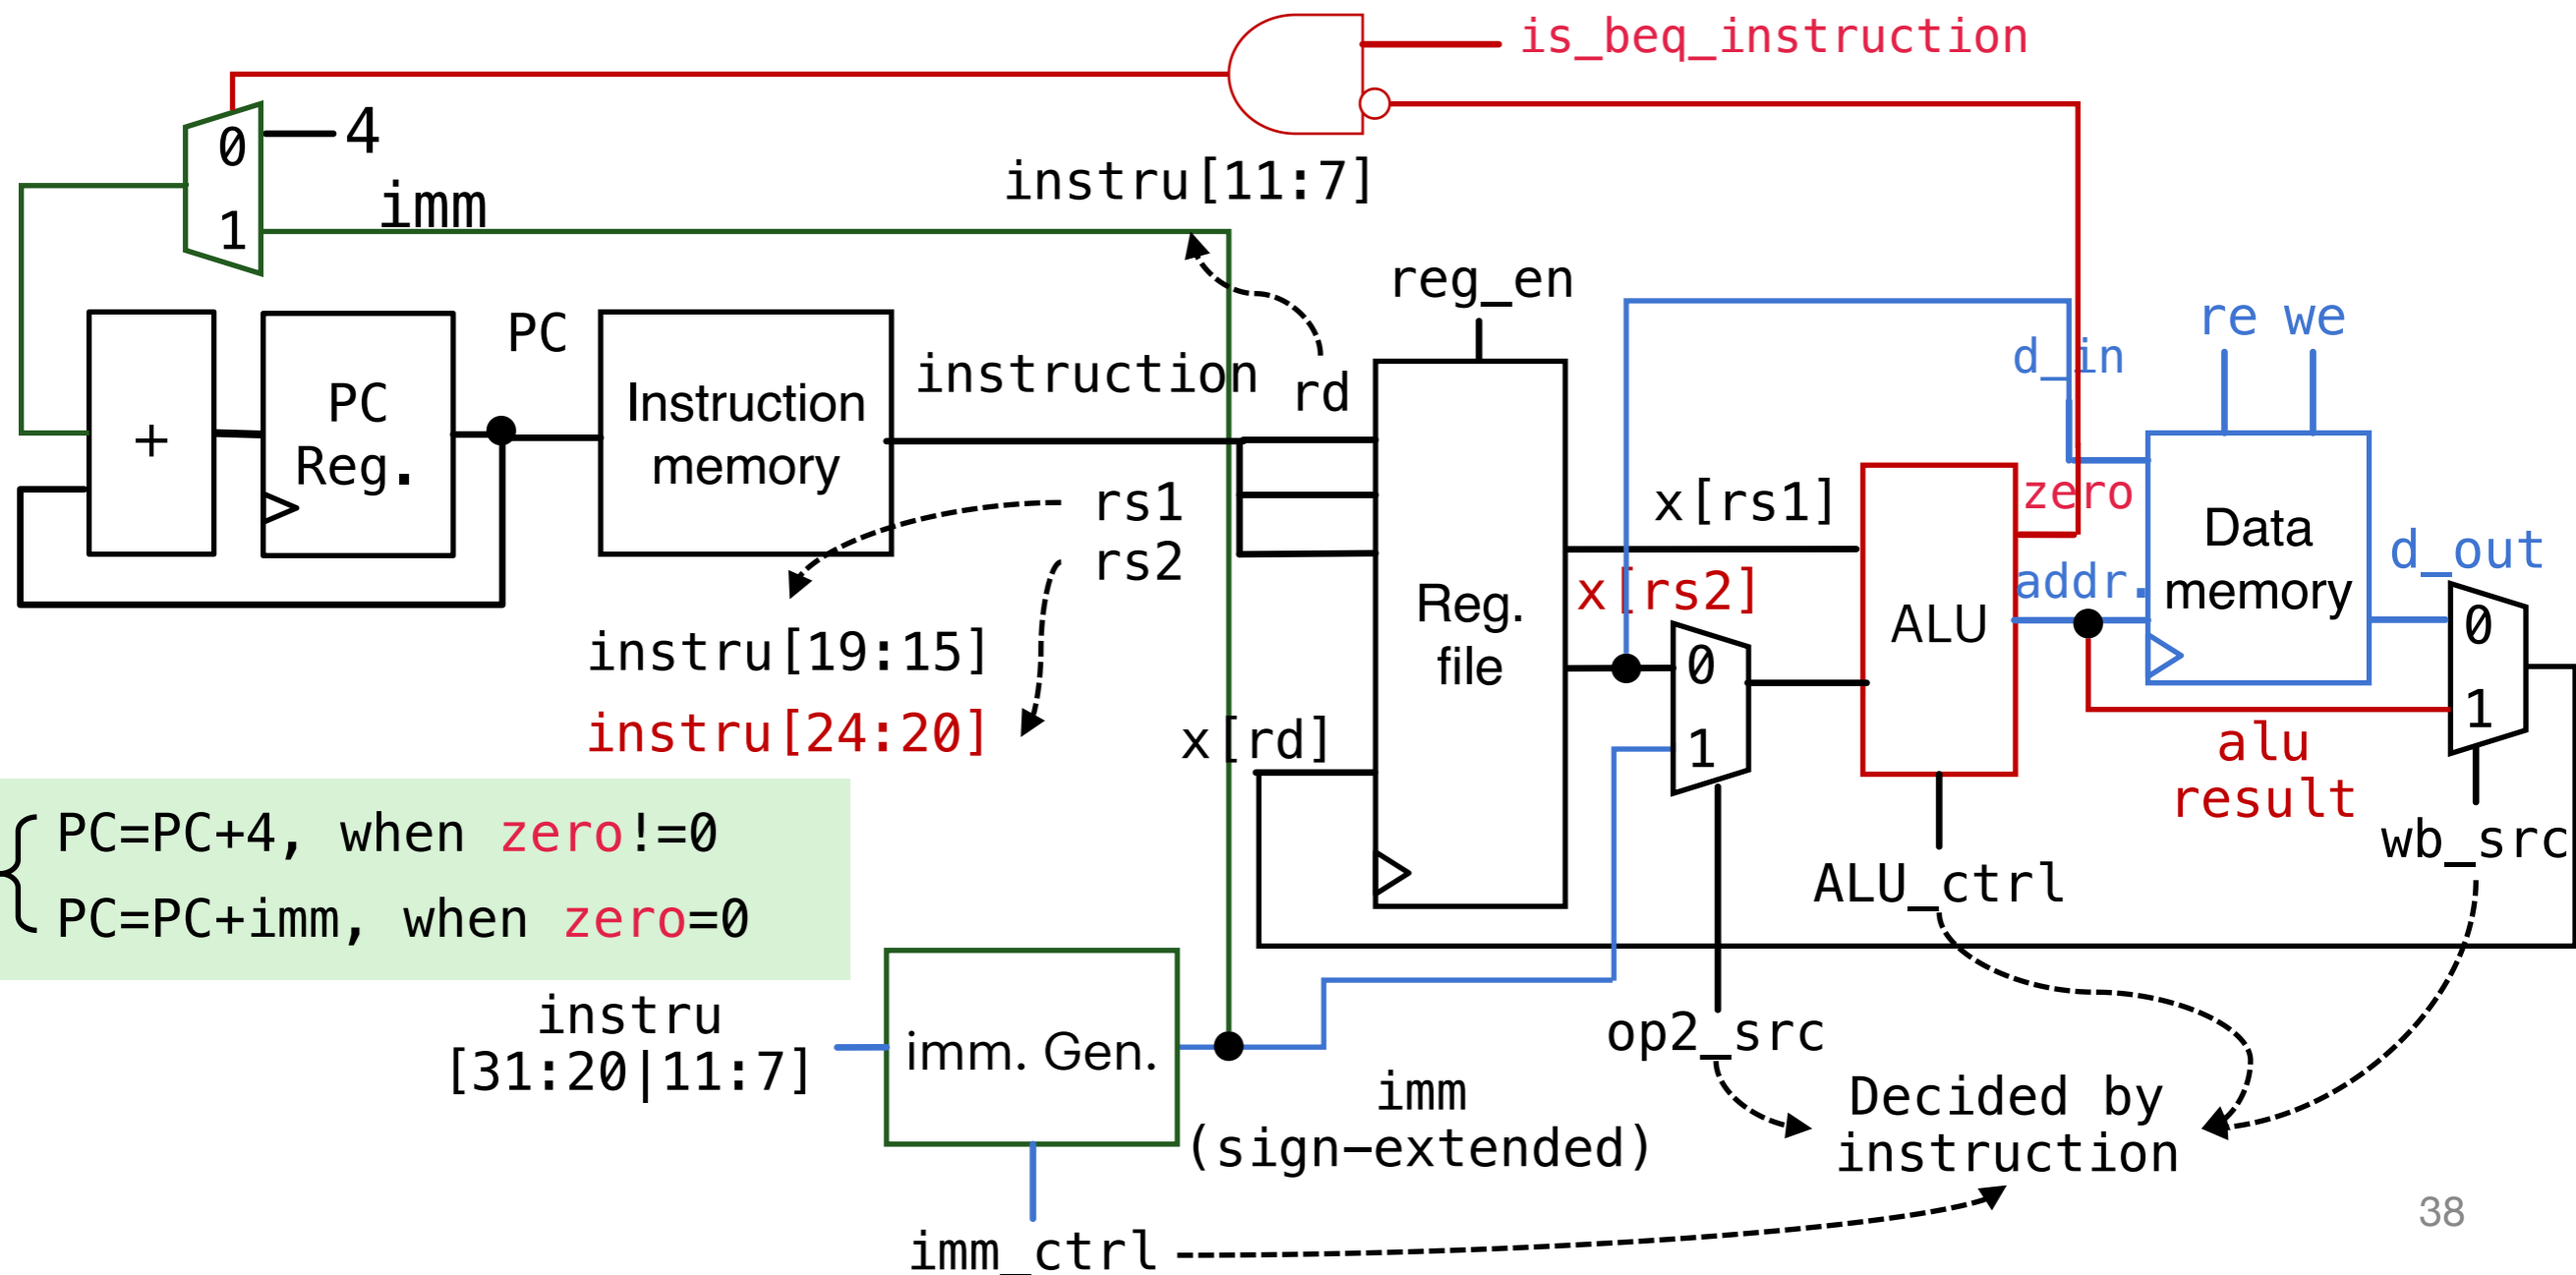 is_beq_instruction
0
4
imm
1
instru[11:7]
reg_en
re we
PC
d_in
instruction
rd
PC
Reg.
Instruction
memory
+
rs1
rs2
x[rs1]
zero
Data
memory
d_out
x[rs2]
addr.
Reg.
file
ALU
0
1
0
1
instru[19:15]
instru[24:20]
x[rd]
alu
result
wb_src
PC=PC+4, when zero!=0
PC=PC+imm, when zero=0
ALU_ctrl
instru
[31:20|11:7]
imm. Gen.
op2_src
imm
(sign-extended)
Decided by
instruction
imm_ctrl
38